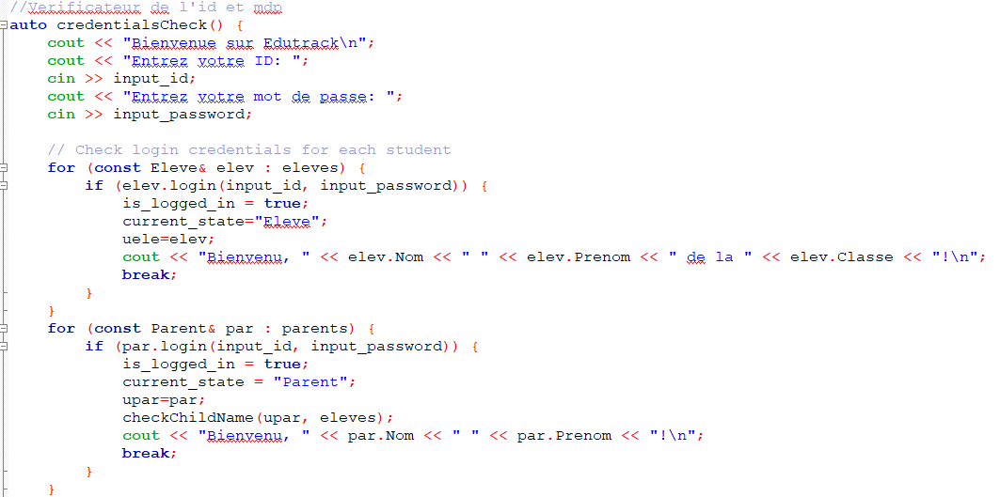 //Verificateur de l'id et mdp
auto credentialsCheck() {
cout << "Bienvenue sur Edutrack\n";
cout << "Entrez votre ID: ";
cin >> input_id;
cout << "Entrez votre mot de passe: ";
cin >> input_password;
// Check login credentials for each student
for (const Eleve& elev : eleves) {
if (elev.login(input_id, input_password)) {
is_logged_in = true;
current_state="Eleve";
uele=elev;
cout << "Bienvenu, " << elev.Nom << " " << elev.Prenom << " de la " << elev.Classe << "!\n";
break;
}
}
for (const Parent& par : parents) {
if (par.login(input_id, input_password)) {
is_logged_in = true;
current_state = "Parent";
upar=par;
checkChildName(upar, eleves);
cout << "Bienvenu, " << par.Nom << " " << par.Prenom << "!\n";
break;
}
}